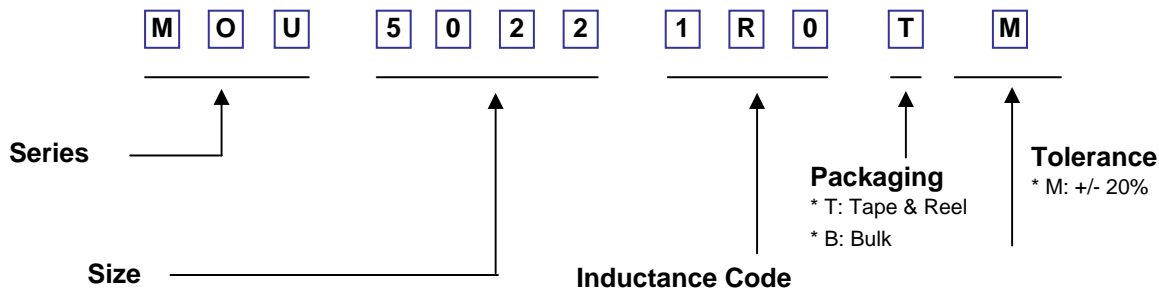 M O U 5 0 2 2 1 R 0 T M
Series
Tolerance
* M: +/- 20%
Packaging
* T: Tape & Reel
* B: Bulk
Size
Inductance Code